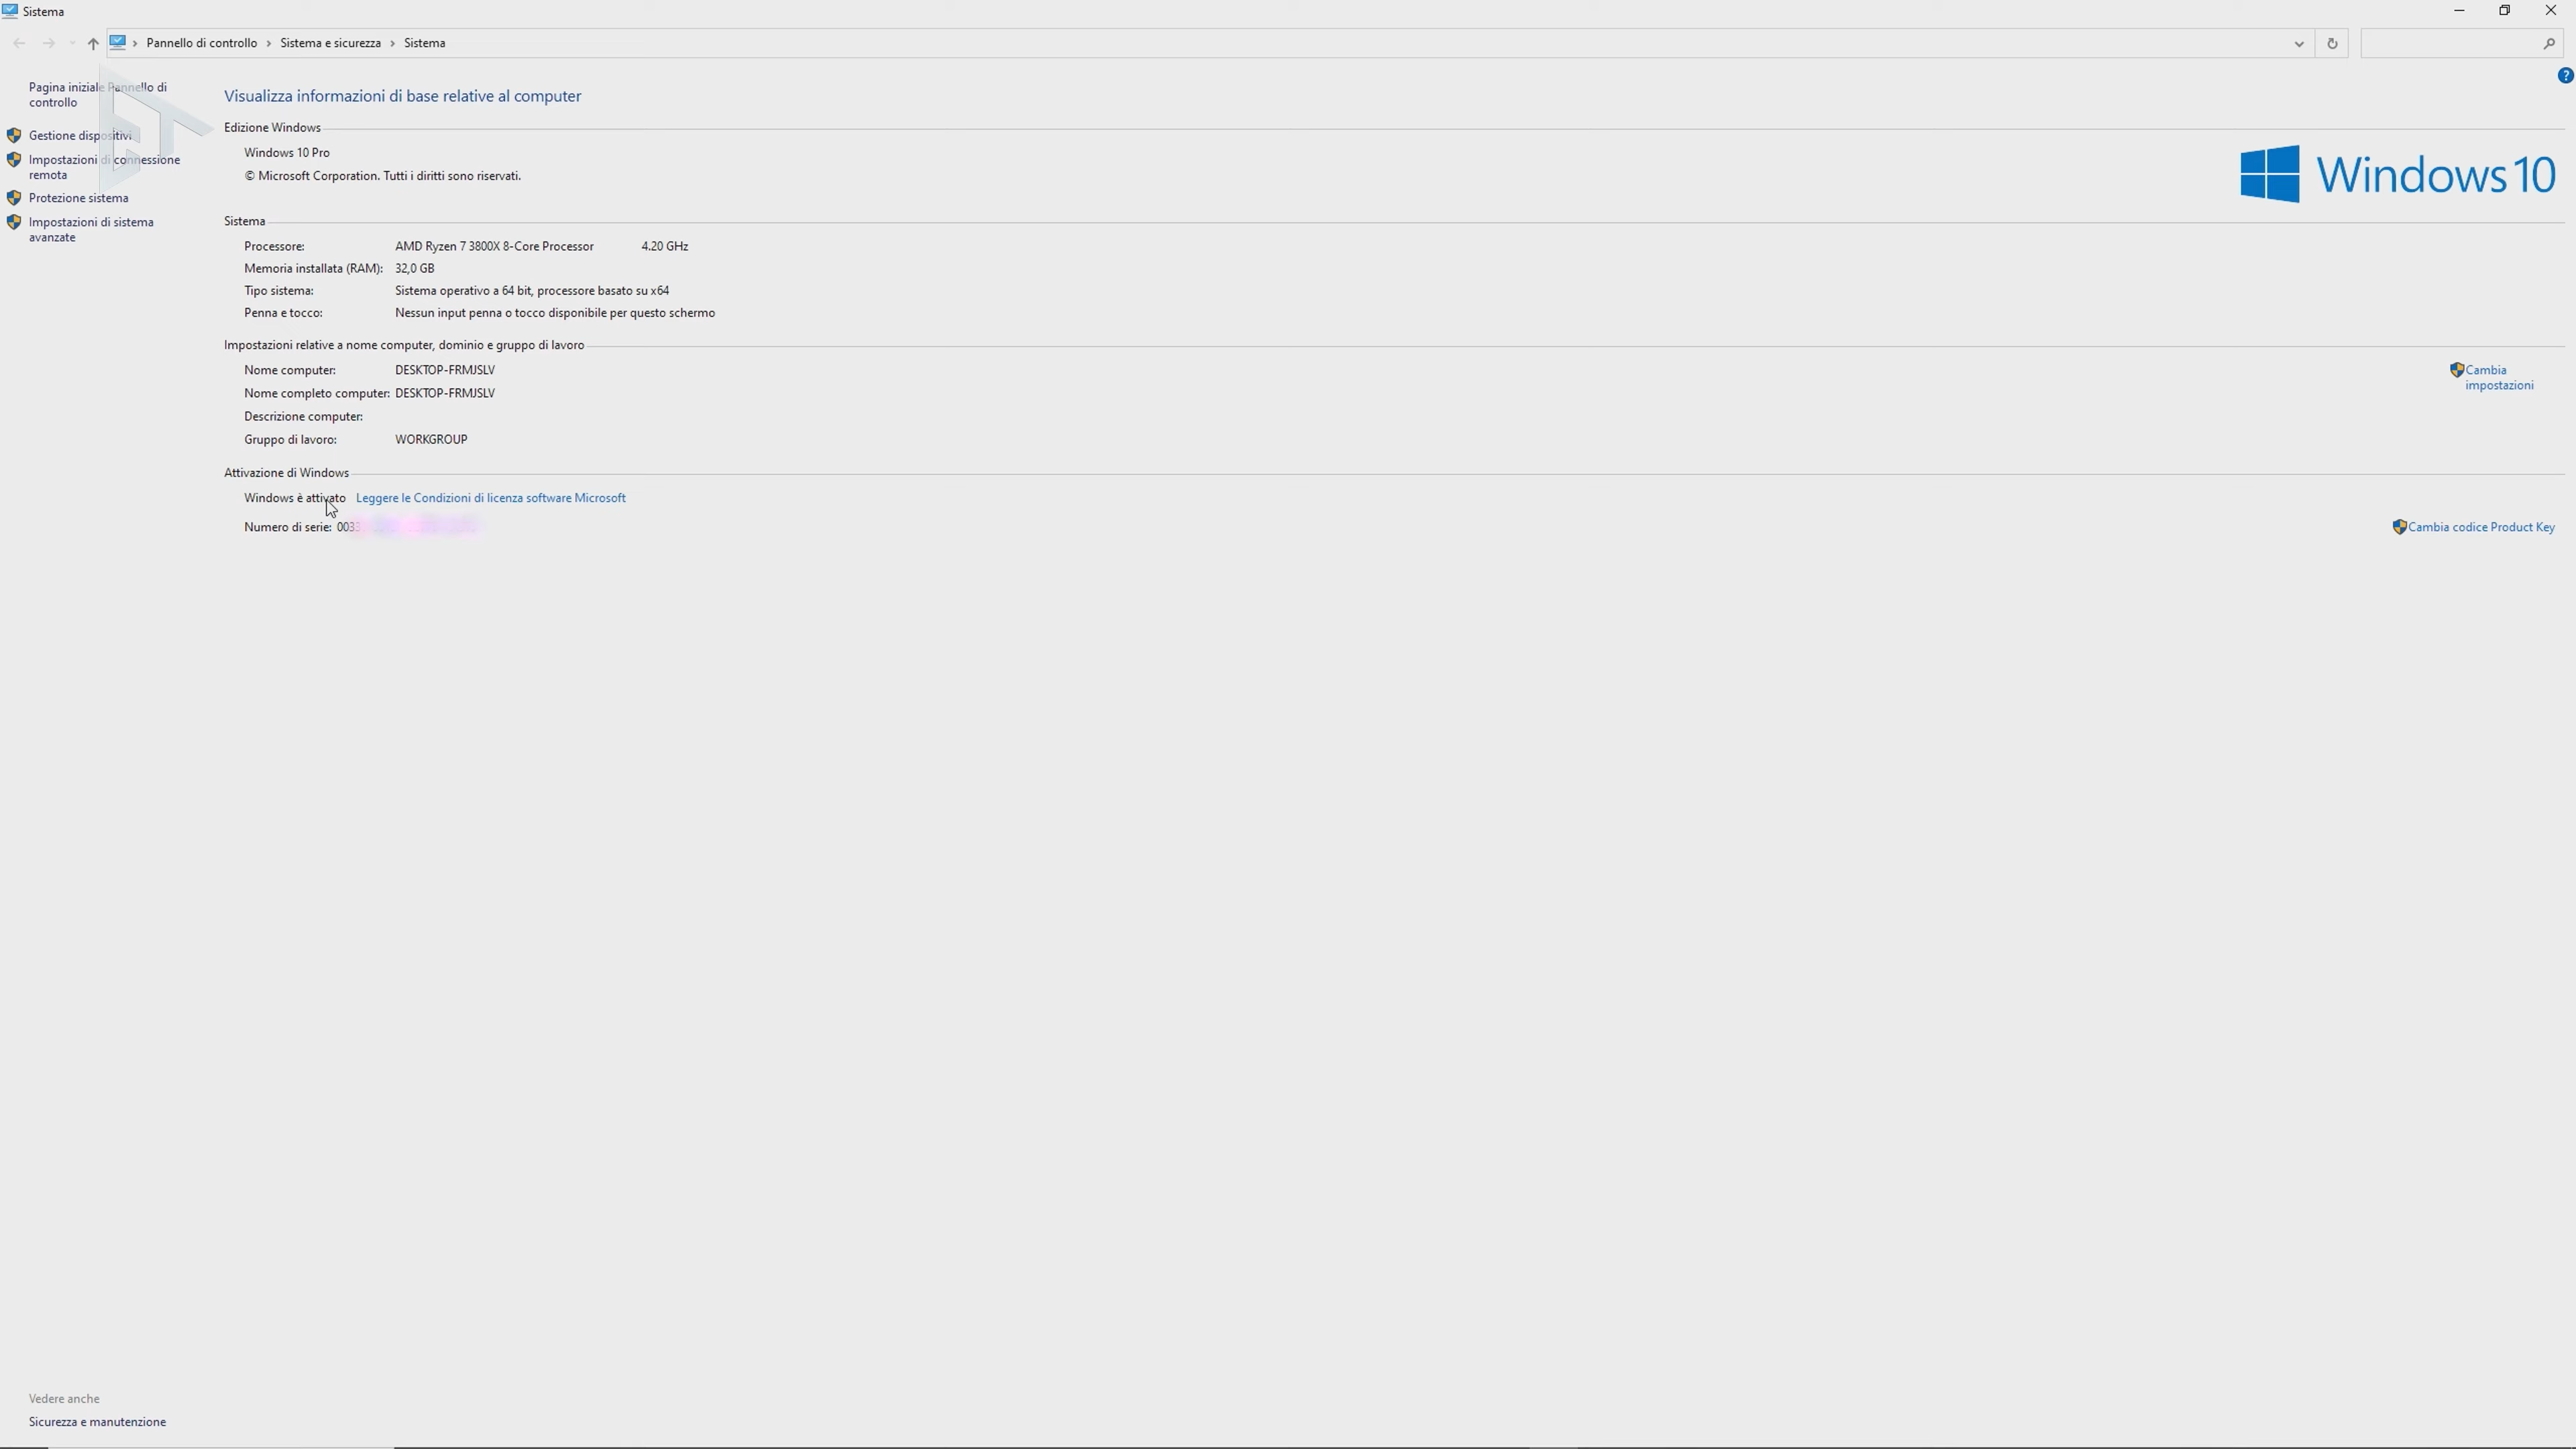 Sistema
Pannello di controllo > Sistema e sicurezza > Sistema
Pagina iniziale Pannello di
controllo
Gestione dispositivi
Impostazioni di connessione
remota
Protezione sistema
Impostazioni di sistema
avanzate
Visualizza informazioni di base relative al computer
Edizione Windows
Windows 10 Pro
© Microsoft Corporation. Tutti i diritti sono riservati.
Windows 10
Sistema
Processore: AMD Ryzen 7 3800X 8-Core Processor 4.20 GHz
Memoria installata (RAM): 32,0 GB
Tipo sistema: Sistema operativo a 64 bit, processore basato su x64
Penna e tocco: Nessun input penna o tocco disponibile per questo schermo
Impostazioni relative a nome computer, dominio e gruppo di lavoro
Nome computer: DESKTOP-FRMJSLV
Cambia
impostazioni
Nome completo computer: DESKTOP-FRMJSLV
Descrizione computer:
Gruppo di lavoro: WORKGROUP
Attivazione di Windows
Windows è attivato Leggere le Condizioni di licenza software Microsoft
Numero di serie: 0033
Cambia codice Product Key
Vedere anche
Sicurezza e manutenzione